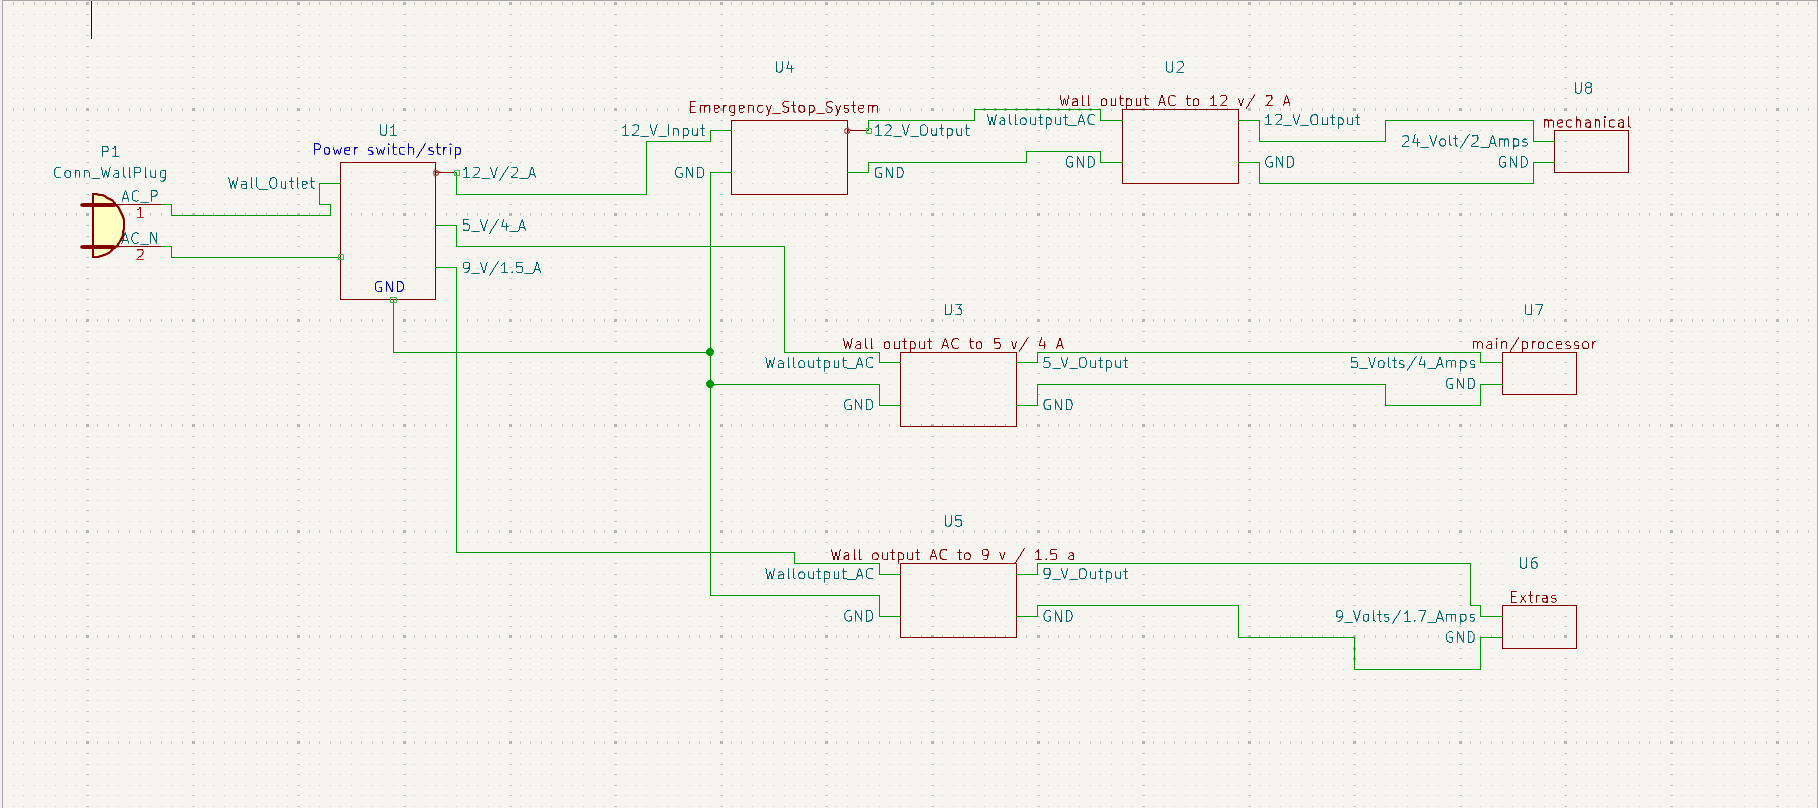 P1
Conn_WallPlug
AC_P
1
AC_N
2
U1
Power switch/strip
Wall_Outlet
12_V/2_A
5_V/4_A
9_V/1.5_A
GND
U4
Emergency_Stop_System
12_V_Input
12_V_Output
GND
GND
U2
Wall output AC to 12 v/ 2 A
Walloutput_AC
12_V_Output
GND
GND
U8
mechanical
24_Volt/2_Amps
GND
U3
Wall output AC to 5 v/ 4 A
Walloutput_AC
5_V_Output
GND
GND
U7
main/processor
5_Volts/4_Amps
GND
U5
Wall output AC to 9 v / 1.5 a
Walloutput_AC
9_V_Output
GND
GND
U6
Extras
9_Volts/1.7_Amps
GND